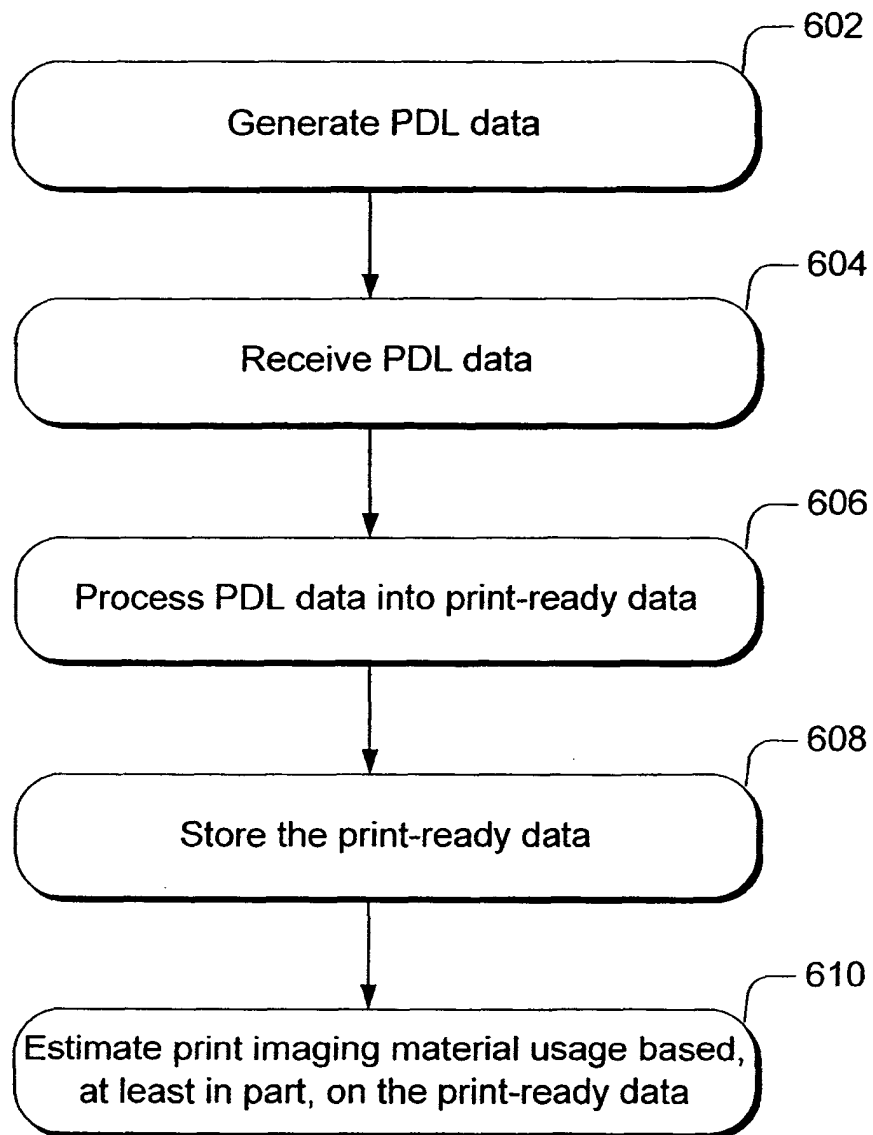 602
Generate PDL data
604
Receive PDL data
606
Process PDL data into print-ready data
608
Store the print-ready data
610
Estimate print imaging material usage based,
at least in part, on the print-ready data